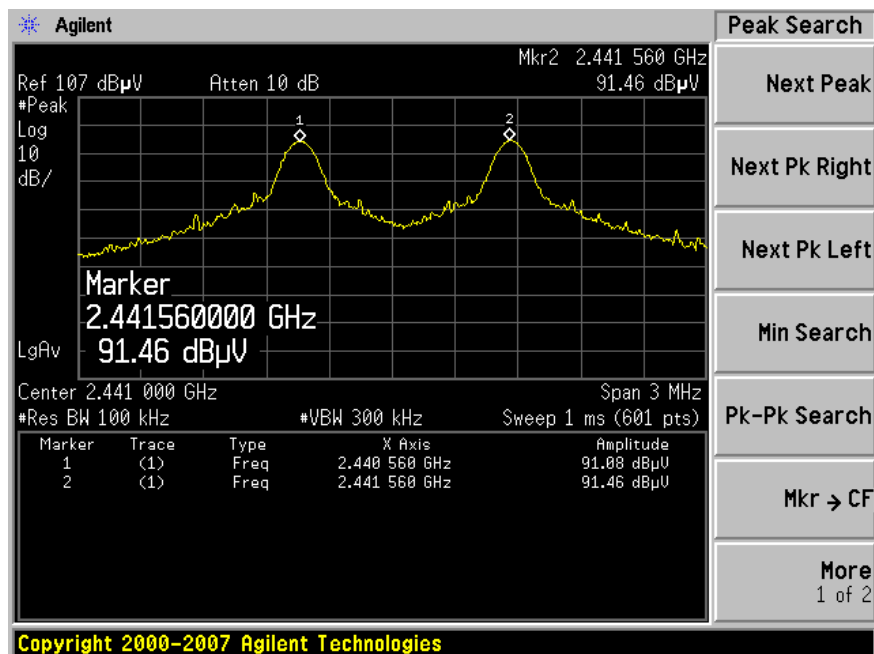 Agilent
Peak Search
Mkr2 2.441 560 GHz
Ref 107 dBµV Atten 10 dB 91.46 dBµV
#Peak
Log
10
dB/
1
2
Marker
2.441560000 GHz
91.46 dBµV
LgAv
Center 2.441 000 GHz Span 3 MHz
#Res BW 100 kHz #VBW 300 kHz Sweep 1 ms (601 pts)
Marker Trace Type X Axis Amplitude
1 (1) Freq 2.440 560 GHz 91.08 dBµV
2 (1) Freq 2.441 560 GHz 91.46 dBµV
Next Peak
Next Pk Right
Next Pk Left
Min Search
Pk-Pk Search
Mkr → CF
More
1 of 2
Copyright 2000-2007 Agilent Technologies